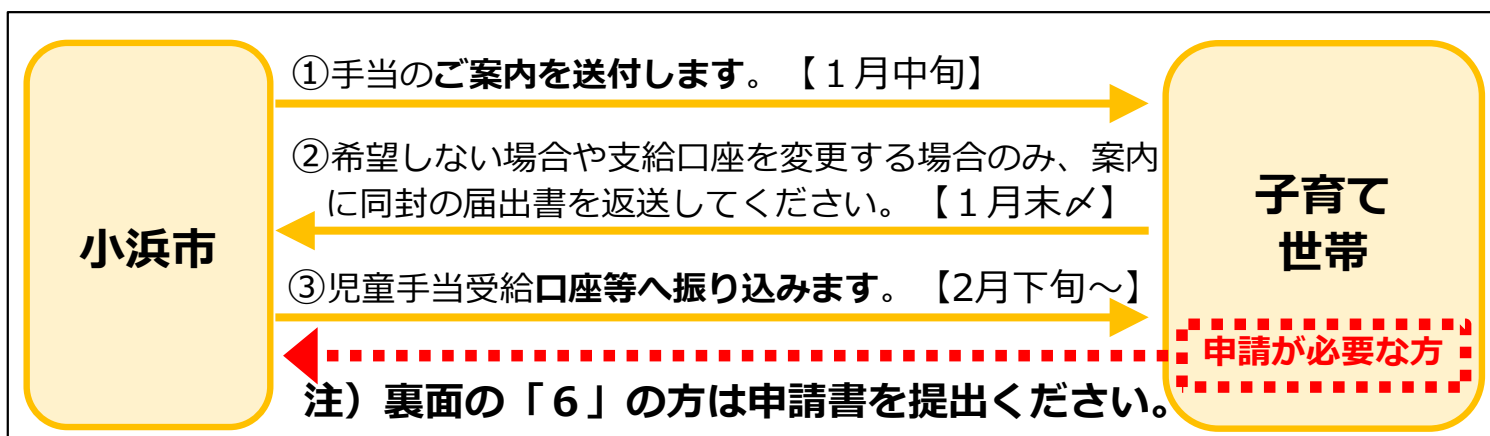 小浜市
①手当のご案内を送付します。【１月中旬】
②希望しない場合や支給口座を変更する場合のみ、案内
に同封の届出書を返送してください。【１月末〆】
③児童手当受給口座等へ振り込みます。【2月下旬～】
注）裏面の「６」の方は申請書を提出ください。
子育て
世帯
申請が必要な方